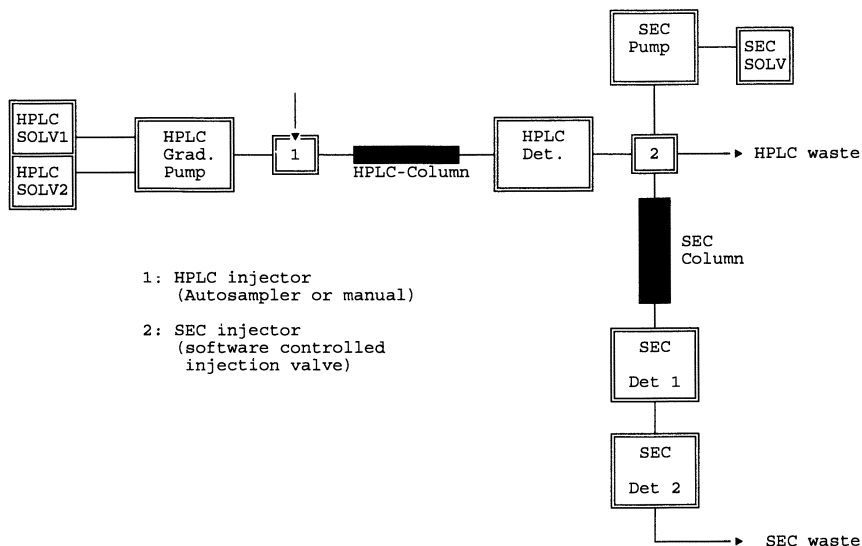 SEC
Pump
SEC
SOLV
HPLC
SOLV1
HPLC
SOLV2
HPLC
Grad.
Pump
1
HPLC-Column
HPLC
Det.
2
HPLC waste
SEC
Column
1: HPLC injector
(Autosampler or manual)
2: SEC injector
(software controlled
injection valve)
SEC
Det 1
SEC
Det 2
SEC waste